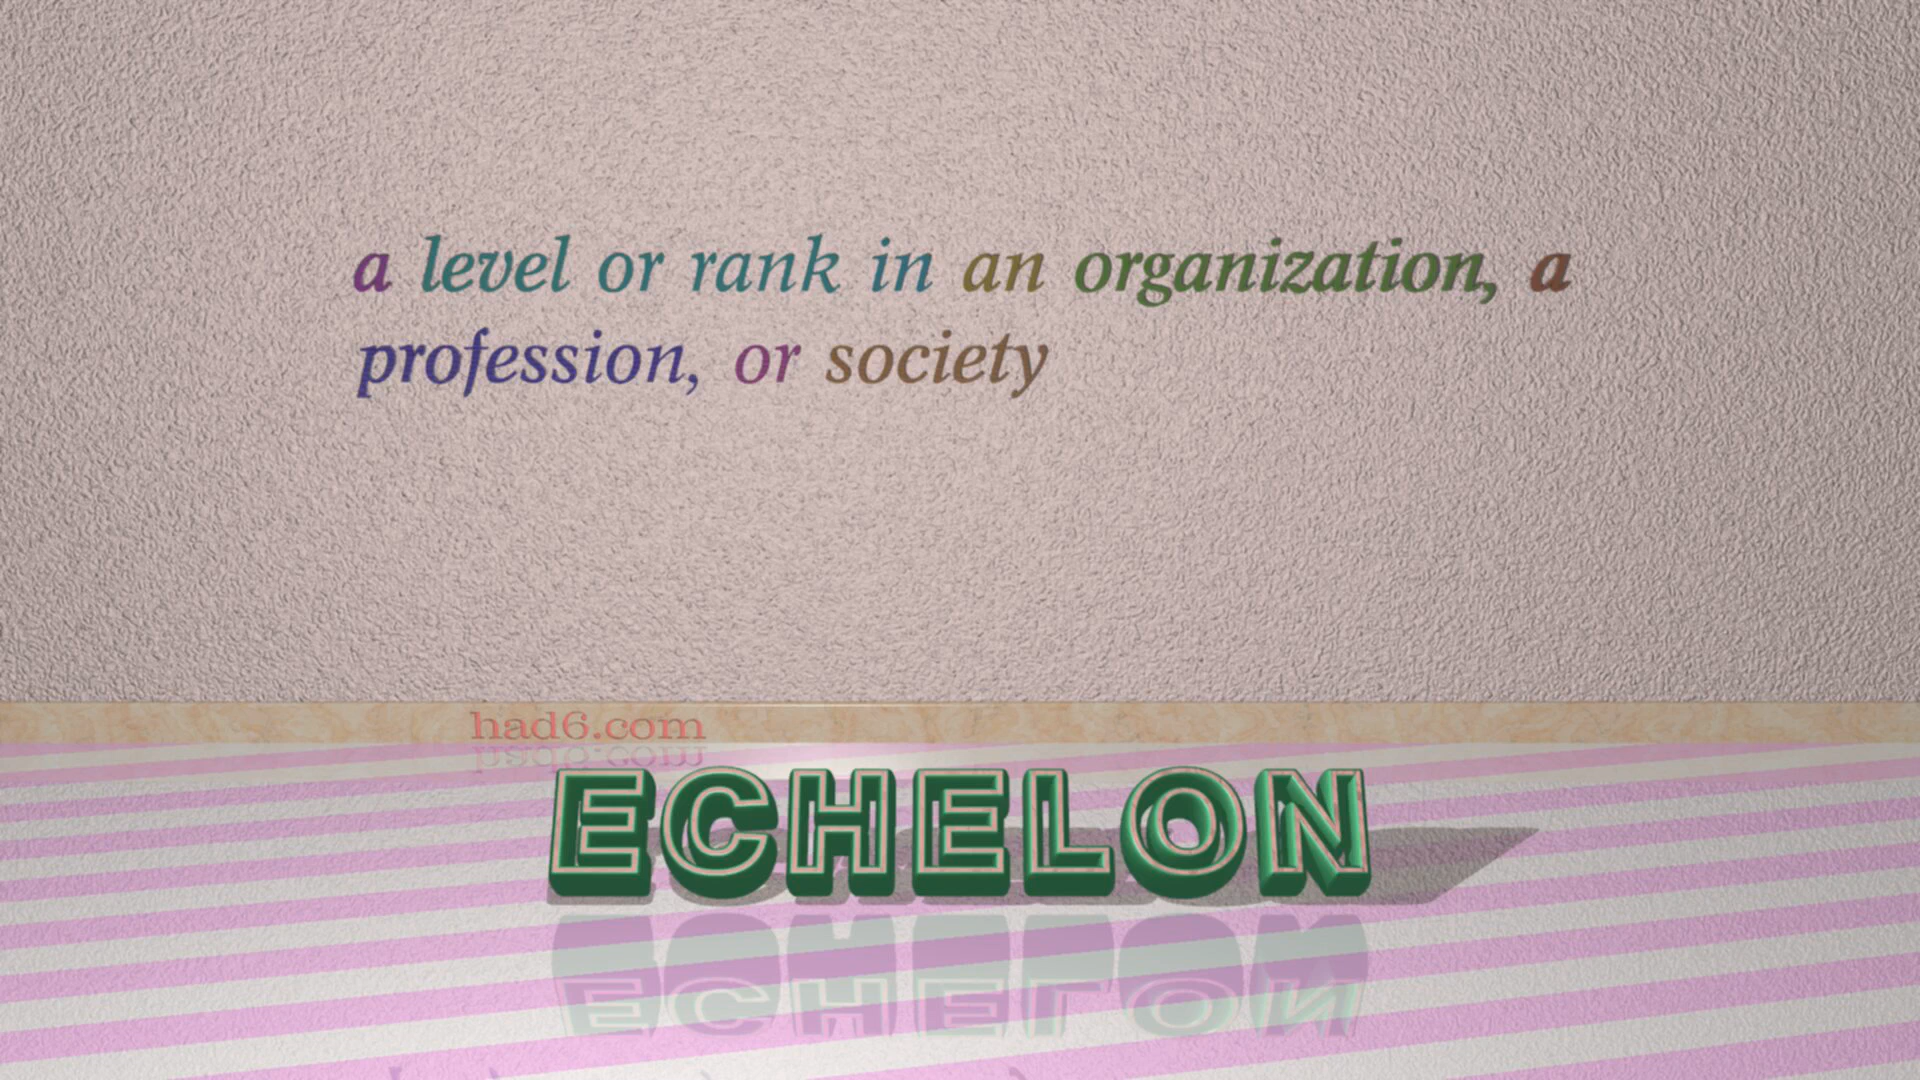 a level or rank in an organization, a
profession, or society
had6.com
ECHELON